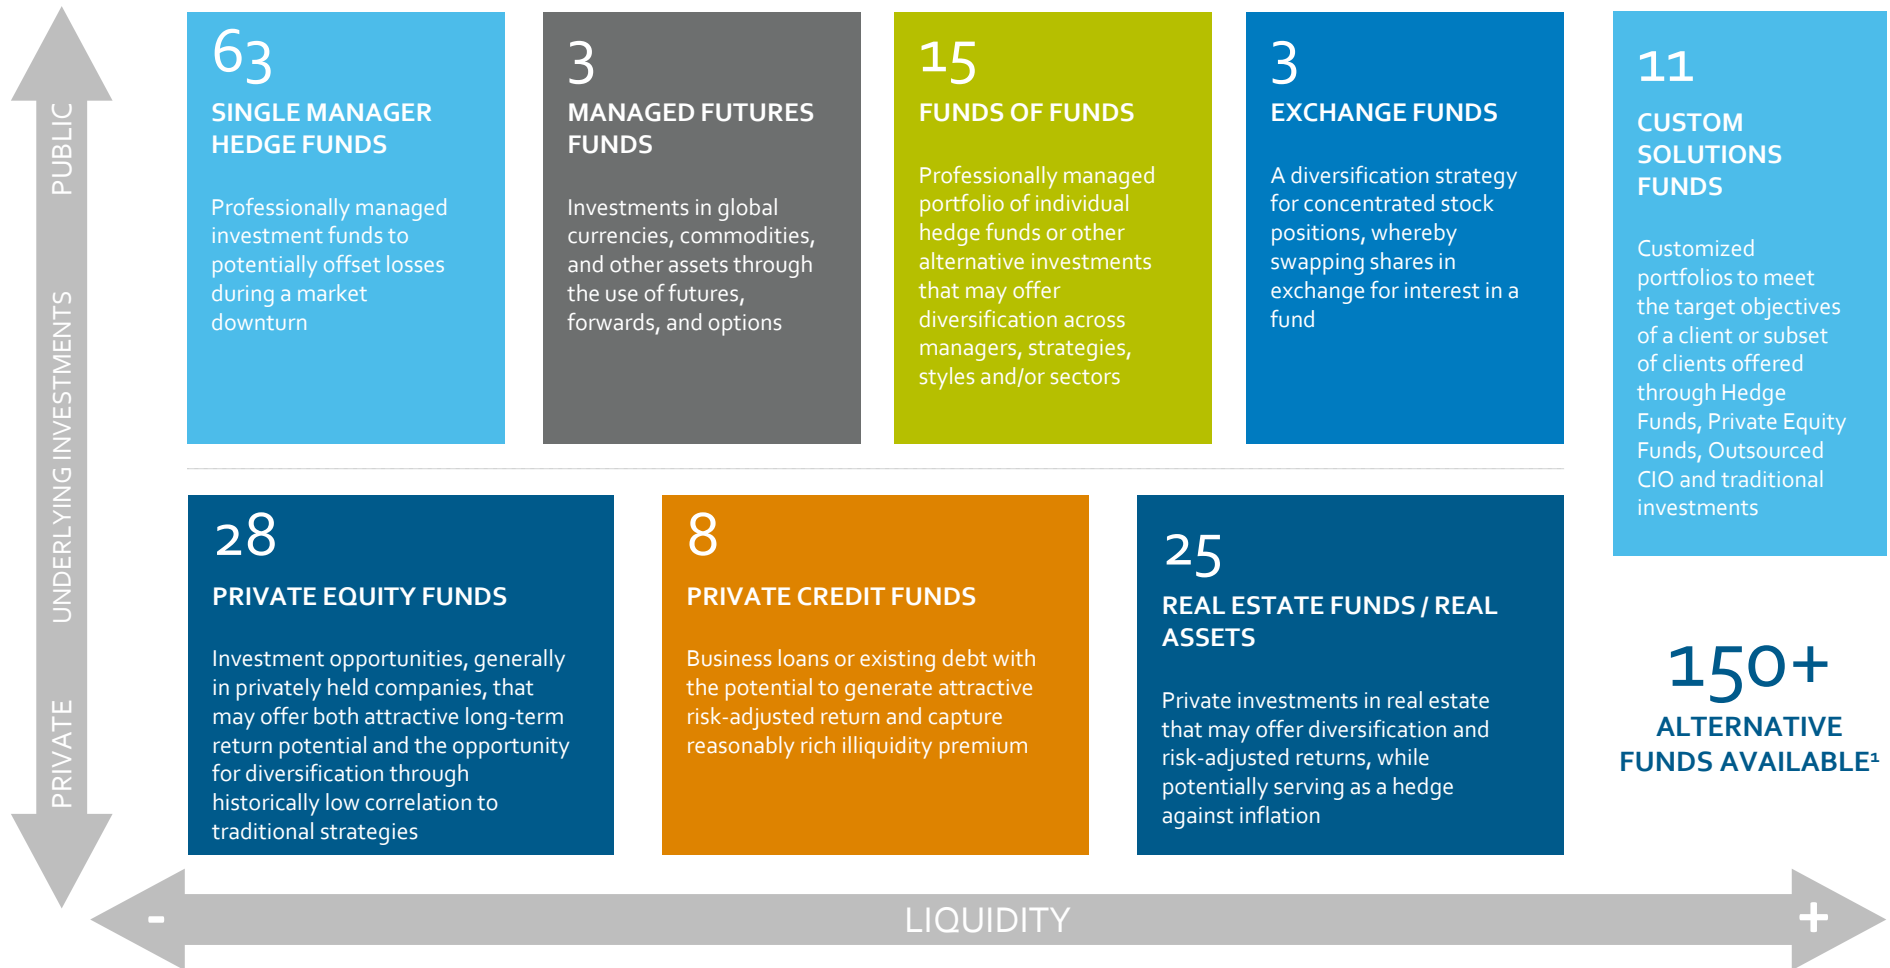 PUBLIC
UNDERLYING INVESTMENTS
PRIVATE
63
SINGLE MANAGER
HEDGE FUNDS
Professionally managed
investment funds to
potentially offset losses
during a market
downturn
3
MANAGED FUTURES
FUNDS
Investments in global
currencies, commodities,
and other assets through
the use of futures,
forwards, and options
15
FUNDS OF FUNDS
Professionally managed
portfolio of individual
hedge funds or other
alternative investments
that may offer
diversification across
managers, strategies,
styles and/or sectors
3
EXCHANGE FUNDS
A diversification strategy
for concentrated stock
positions, whereby
swapping shares in
exchange for interest in a
fund
11
CUSTOM
SOLUTIONS
FUNDS
Customized
portfolios to meet
the target objectives
of a client or subset
of clients offered
through Hedge
Funds, Private Equity
Funds, Outsourced
CIO and traditional
investments
28
PRIVATE EQUITY FUNDS
Investment opportunities, generally
in privately held companies, that
may offer both attractive long-term
return potential and the opportunity
for diversification through
historically low correlation to
traditional strategies
8
PRIVATE CREDIT FUNDS
Business loans or existing debt with
the potential to generate attractive
risk-adjusted return and capture
reasonably rich illiquidity premium
25
REAL ESTATE FUNDS / REAL
ASSETS
Private investments in real estate
that may offer diversification and
risk-adjusted returns, while
potentially serving as a hedge
against inflation
150+
ALTERNATIVE
FUNDS AVAILABLE¹
- LIQUIDITY +